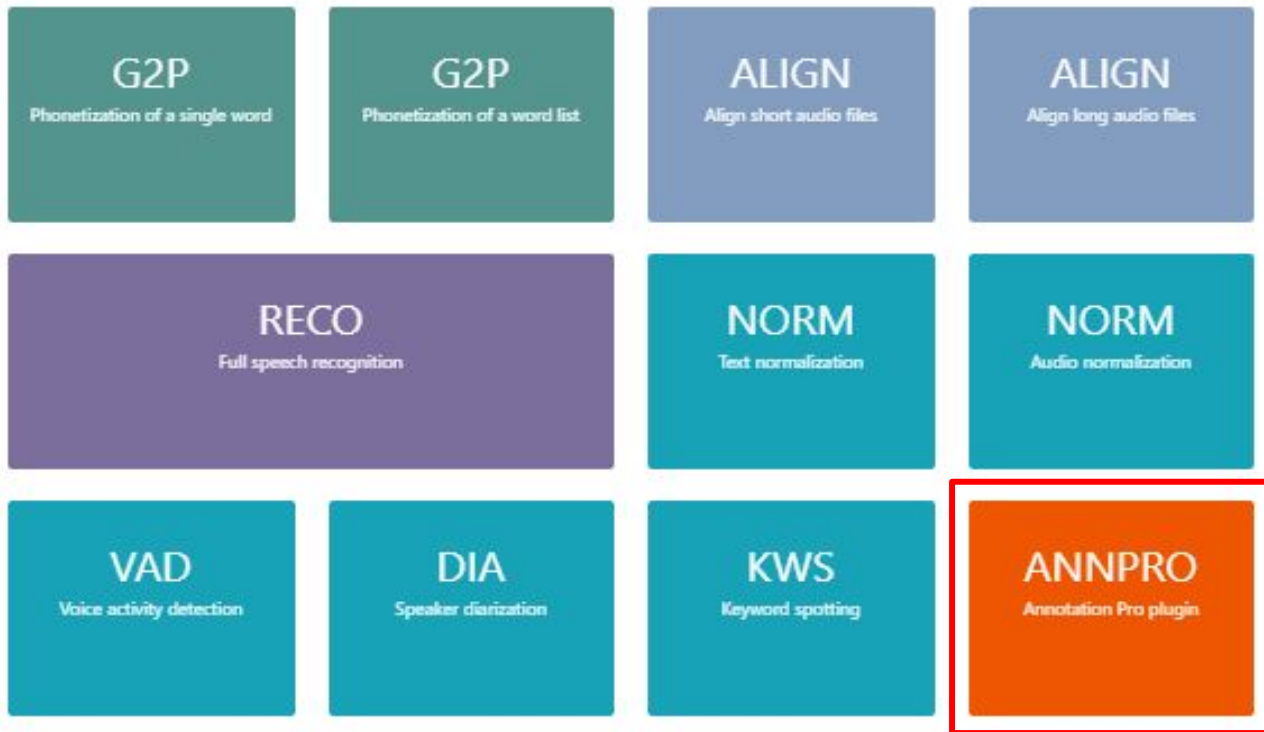 G2P
Phonetization of a single word
G2P
Phonetization of a word list
ALIGN
Align short audio files
ALIGN
Align long audio files
RECO
Full speech recognition
NORM
Text normalization
NORM
Audio normalization
VAD
Voice activity detection
DIA
Speaker diarization
KWS
Keyword spotting
ANNPRO
Annotation Pro plugin